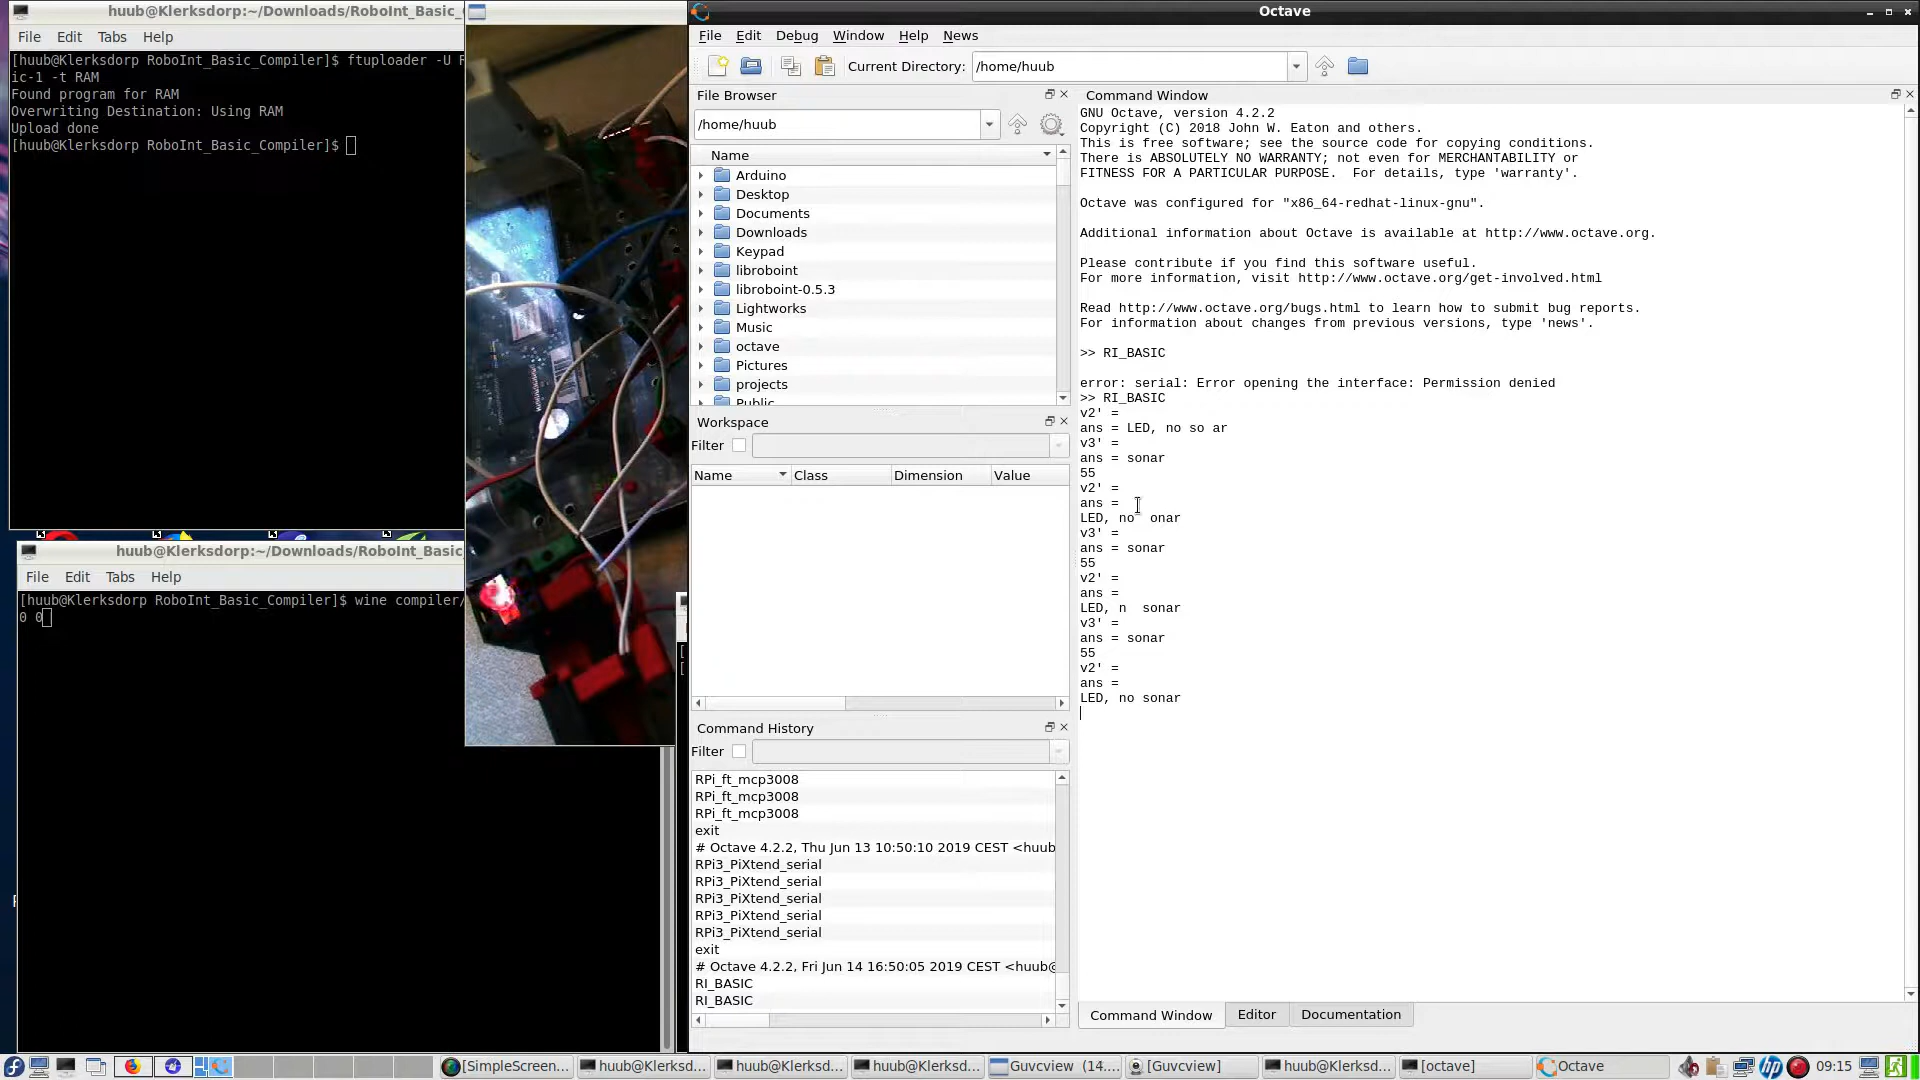 huub@Klerksdorp:~/Downloads/RoboInt_Basic_
File Edit Tabs Help
[huub@Klerksdorp RoboInt_Basic_Compiler]$ ftuploader -U
ic-1 -t RAM
Found program for RAM
Overwriting Destination: Using RAM
Upload done
[huub@Klerksdorp RoboInt_Basic_Compiler]$
huub@Klerksdorp:~/Downloads/RoboInt_Basic_
File Edit Tabs Help
[huub@Klerksdorp RoboInt_Basic_Compiler]$ wine compiler/
0 0
Octave
File Edit Debug Window Help News
Current Directory: /home/huub
File Browser
/home/huub
Name
Arduino
Desktop
Documents
Downloads
Keypad
libroboint
libroboint-0.5.3
Lightworks
Music
octave
Pictures
projects
Public
Workspace
Filter
Name Class Dimension Value
Command History
Filter
RPi_ft_mcp3008
RPi_ft_mcp3008
RPi_ft_mcp3008
exit
# Octave 4.2.2, Thu Jun 13 10:50:10 2019 CEST <huub
RPi3_PiXtend_serial
RPi3_PiXtend_serial
RPi3_PiXtend_serial
RPi3_PiXtend_serial
RPi3_PiXtend_serial
exit
# Octave 4.2.2, Fri Jun 14 16:50:05 2019 CEST <huub@
RI_BASIC
RI_BASIC
Command Window
GNU Octave, version 4.2.2
Copyright (C) 2018 John W. Eaton and others.
This is free software; see the source code for copying conditions.
There is ABSOLUTELY NO WARRANTY; not even for MERCHANTABILITY or
FITNESS FOR A PARTICULAR PURPOSE.  For details, type 'warranty'.
Octave was configured for "x86_64-redhat-linux-gnu".
Additional information about Octave is available at http://www.octave.org.
Please contribute if you find this software useful.
For more information, visit http://www.octave.org/get-involved.html
Read http://www.octave.org/bugs.html to learn how to submit bug reports.
For information about changes from previous versions, type 'news'.
>> RI_BASIC
error: serial: Error opening the interface: Permission denied
>> RI_BASIC
v2' =
ans = LED, no so ar
v3' =
ans = sonar
55
v2' =
ans =
LED, no  onar
v3' =
ans = sonar
55
v2' =
ans =
LED, n  sonar
v3' =
ans = sonar
55
v2' =
ans =
LED, no sonar
Command Window Editor Documentation
[SimpleScreen... huub@Klerksd... huub@Klerksd... huub@Klerksd... Guvcview (14.... [Guvcview] huub@Klerksd... [octave] Octave 09:15